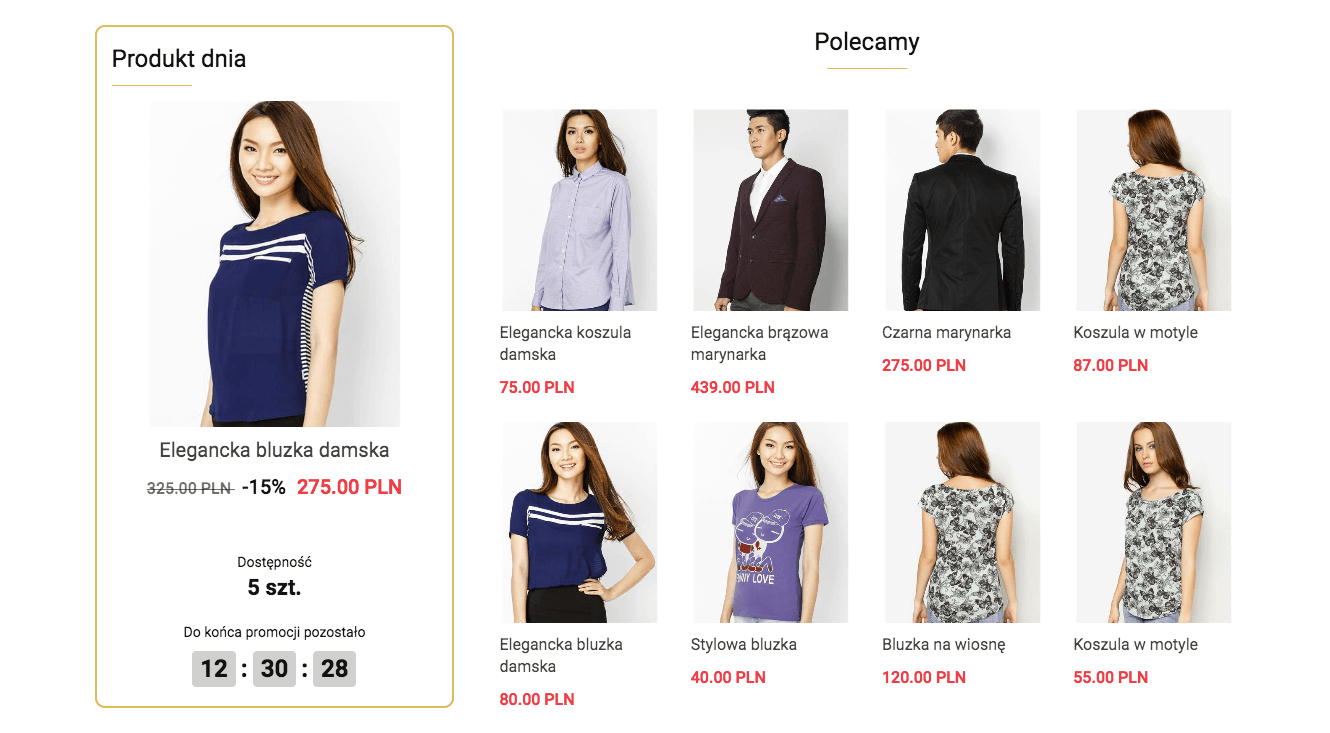 Produkt dnia
Elegancka bluzka damska
325.00 PLN -15% 275.00 PLN
Dostępność
5 szt.
Do końca promocji pozostało
12 : 30 : 28
Polecamy
Elegancka koszula
damska
75.00 PLN
Elegancka brązowa
marynarka
439.00 PLN
Czarna marynarka
275.00 PLN
Koszula w motyle
87.00 PLN
Elegancka bluzka
damska
80.00 PLN
LOVE
Stylowa bluzka
40.00 PLN
Bluzka na wiosnę
120.00 PLN
Koszula w motyle
55.00 PLN